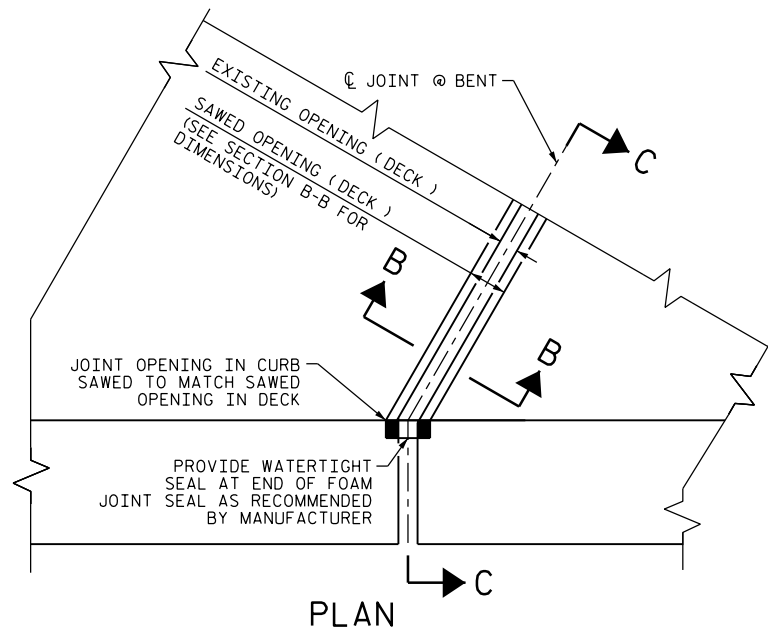 ℄ JOINT @ BENT
EXISTING OPENING (DECK)
SAWED OPENING (DECK)
(SEE SECTION B-B FOR
DIMENSIONS)
C
B
B
JOINT OPENING IN CURB
SAWED TO MATCH SAWED
OPENING IN DECK
PROVIDE WATERTIGHT
SEAL AT END OF FOAM
JOINT SEAL AS RECOMMENDED
BY MANUFACTURER
C
PLAN